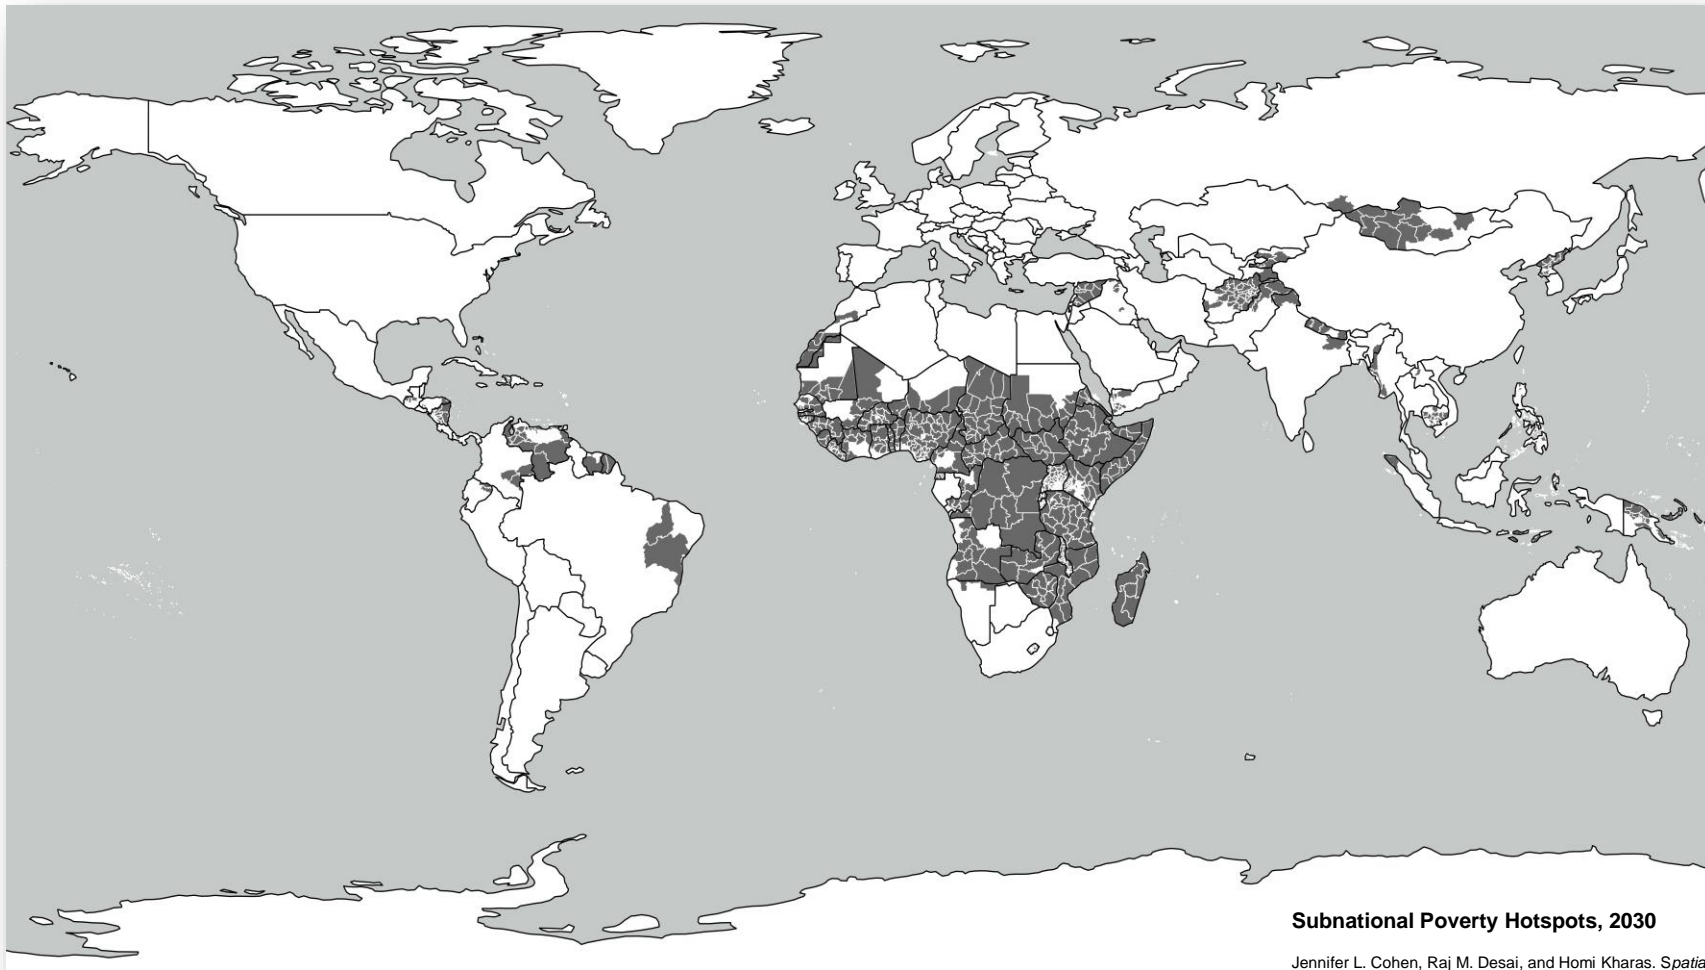 Subnational Poverty Hotspots, 2030
Jennifer L. Cohen, Raj M. Desai, and Homi Kharas. Spatia